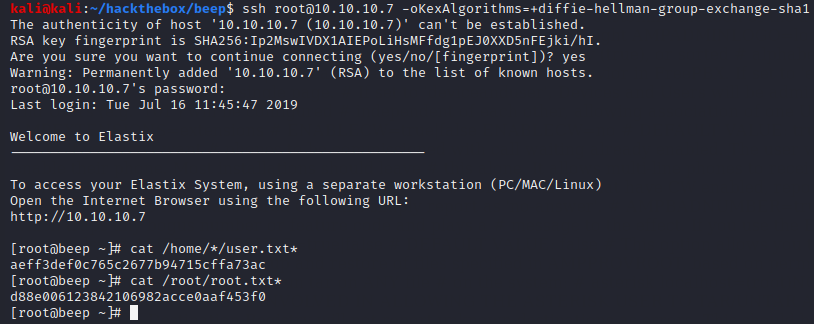 kali@kali:~/hackthebox/beep$ ssh root@10.10.10.7 -oKexAlgorithms=+diffie-hellman-group-exchange-sha1
The authenticity of host '10.10.10.7 (10.10.10.7)' can't be established.
RSA key fingerprint is SHA256:Ip2MswIVDX1AIEPoLiHsMFfdg1pEJ0XXD5nFEjki/hI.
Are you sure you want to continue connecting (yes/no/[fingerprint])? yes
Warning: Permanently added '10.10.10.7' (RSA) to the list of known hosts.
root@10.10.10.7's password:
Last login: Tue Jul 16 11:45:47 2019
Welcome to Elastix
----------------------------------------------------
To access your Elastix System, using a separate workstation (PC/MAC/Linux)
Open the Internet Browser using the following URL:
http://10.10.10.7
[root@beep ~]# cat /home/*/user.txt*
aeff3def0c765c2677b94715cffa73ac
[root@beep ~]# cat /root/root.txt*
d88e006123842106982acce0aaf453f0
[root@beep ~]#